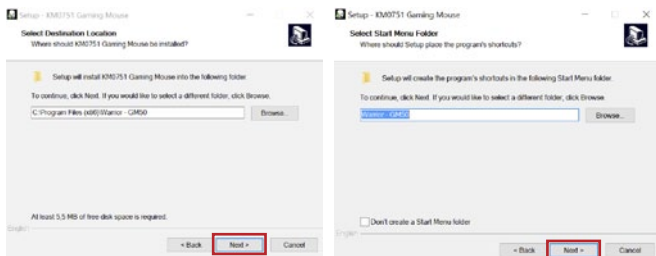 Setup - KM0751 Gaming Mouse
Select Destination Location
Where should KM0751 Gaming Mouse be installed?
Setup will install KM0751 Gaming Mouse into the following folder.
To continue, click Next. If you would like to select a different folder, click Browse.
C:\Program Files (x86)\Warrior - GM50
Browse...
At least 5,5 MB of free disk space is required.
English
< Back
Next >
Cancel
Setup - KM0751 Gaming Mouse
Select Start Menu Folder
Where should Setup place the program's shortcuts?
Setup will create the program's shortcuts in the following Start Menu folder.
To continue, click Next. If you would like to select a different folder, click Browse.
Warrior - GM50
Browse...
Don't create a Start Menu folder
English
< Back
Next >
Cancel